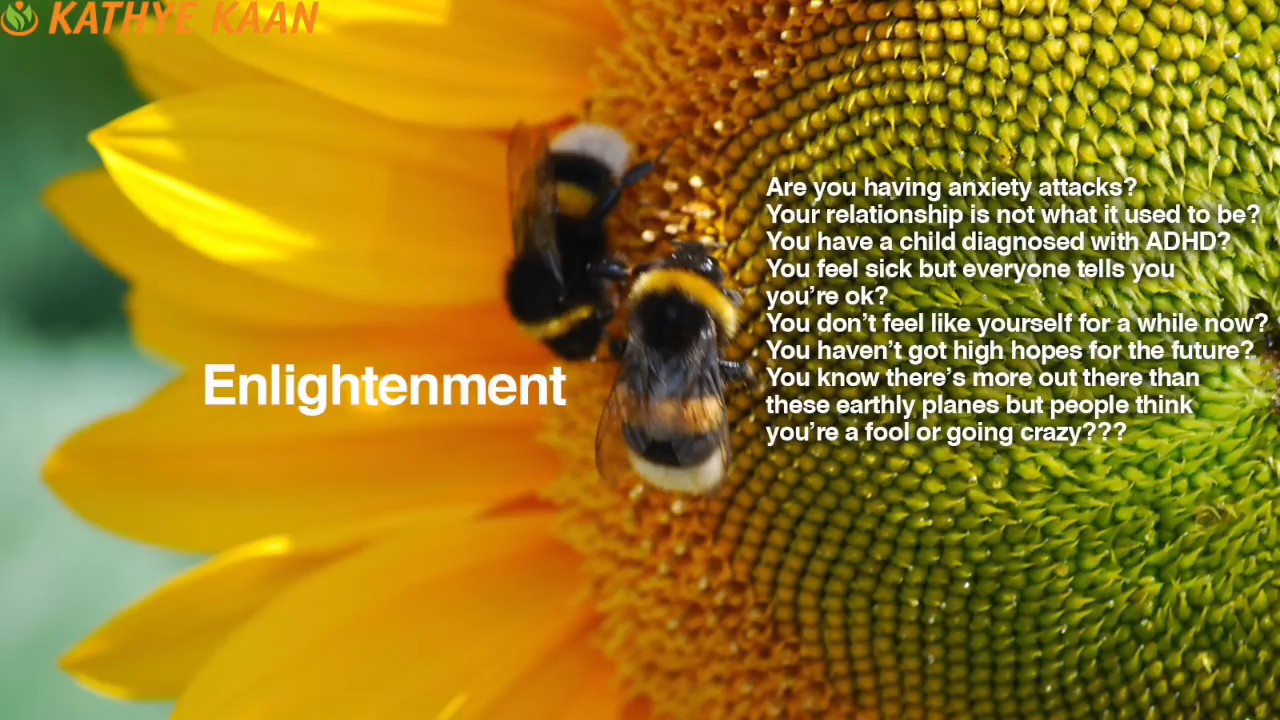 KATHYE KAAN
Enlightenment
Are you having anxiety attacks?
Your relationship is not what it used to be?
You have a child diagnosed with ADHD?
You feel sick but everyone tells you
you’re ok?
You don’t feel like yourself for a while now?
You haven’t got high hopes for the future?
You know there’s more out there than
these earthly planes but people think
you’re a fool or going crazy???